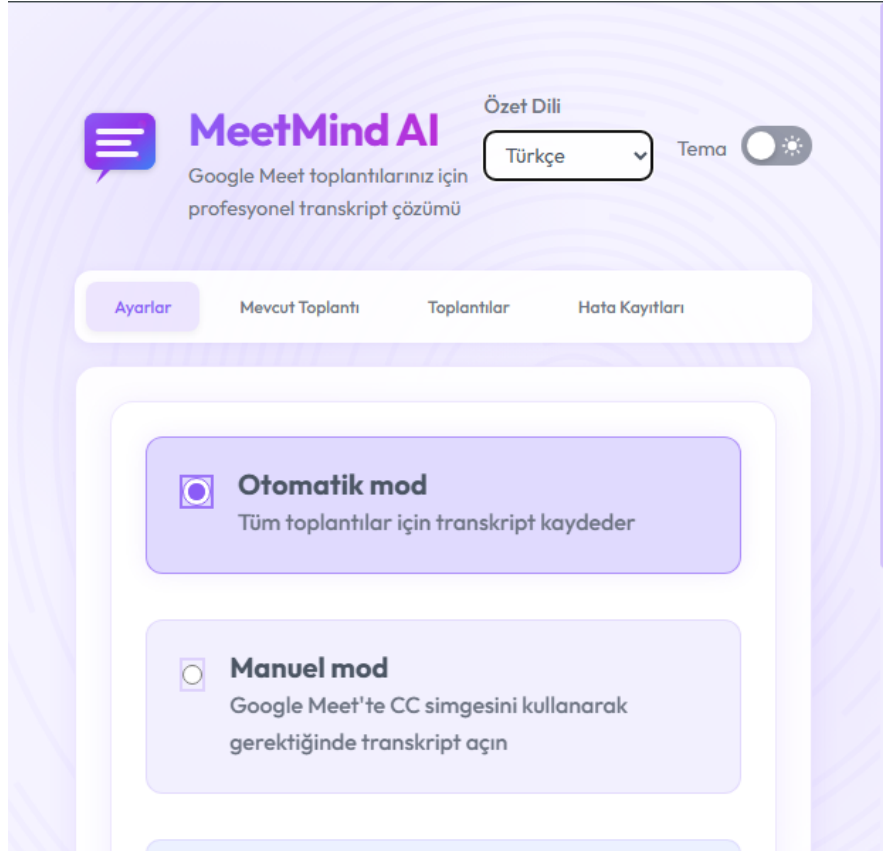 MeetMind AI
Google Meet toplantılarınız için
profesyonel transkript çözümü
Özet Dili
Türkçe
Tema
Ayarlar
Mevcut Toplantı
Toplantılar
Hata Kayıtları
Otomatik mod
Tüm toplantılar için transkript kaydeder
Manuel mod
Google Meet'te CC simgesini kullanarak
gerektiğinde transkript açın